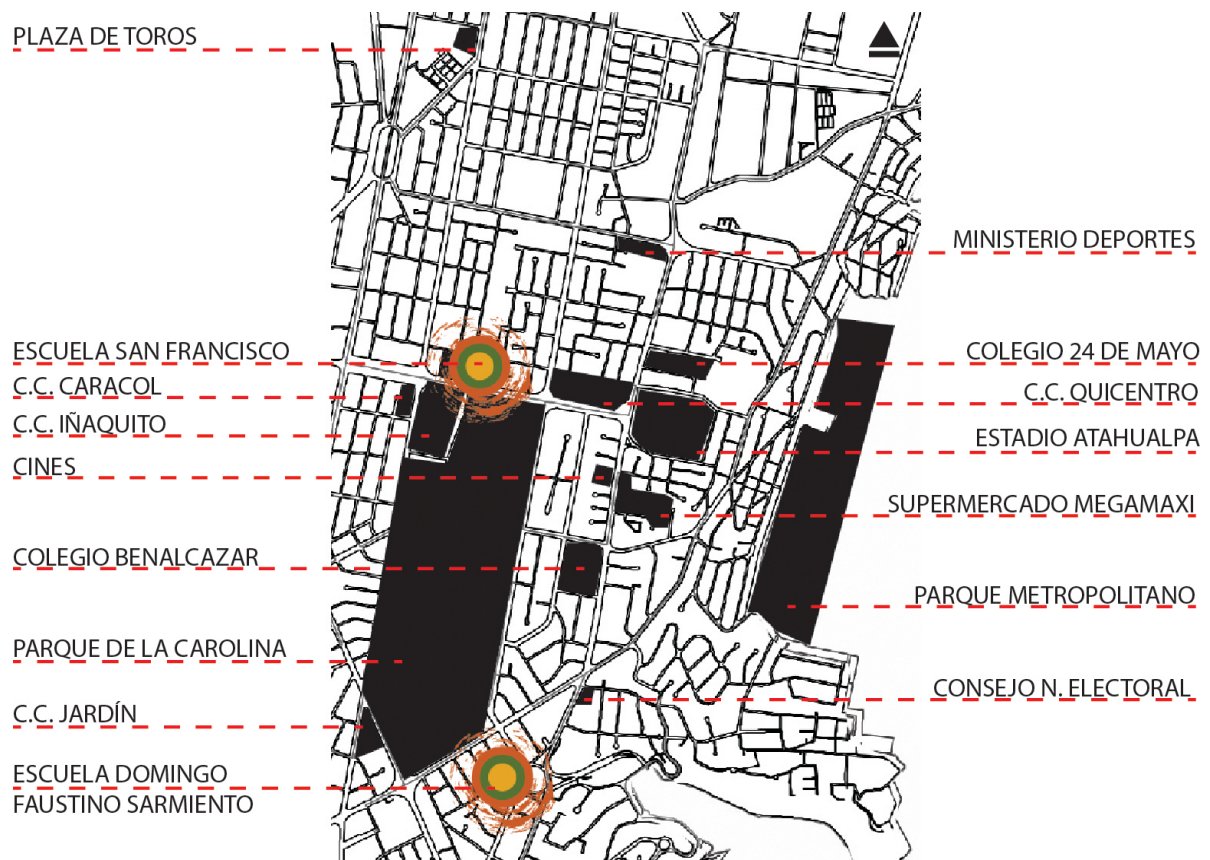 PLAZA DE TOROS
MINISTERIO DEPORTES
ESCUELA SAN FRANCISCO
C.C. CARACOL
C.C. IÑAQUITO
CINES
COLEGIO BENALCAZAR
PARQUE DE LA CAROLINA
C.C. JARDÍN
ESCUELA DOMINGO
FAUSTINO SARMIENTO
COLEGIO 24 DE MAYO
C.C. QUICENTRO
ESTADIO ATAHUALPA
SUPERMERCADO MEGAMAXI
PARQUE METROPOLITANO
CONSEJO N. ELECTORAL